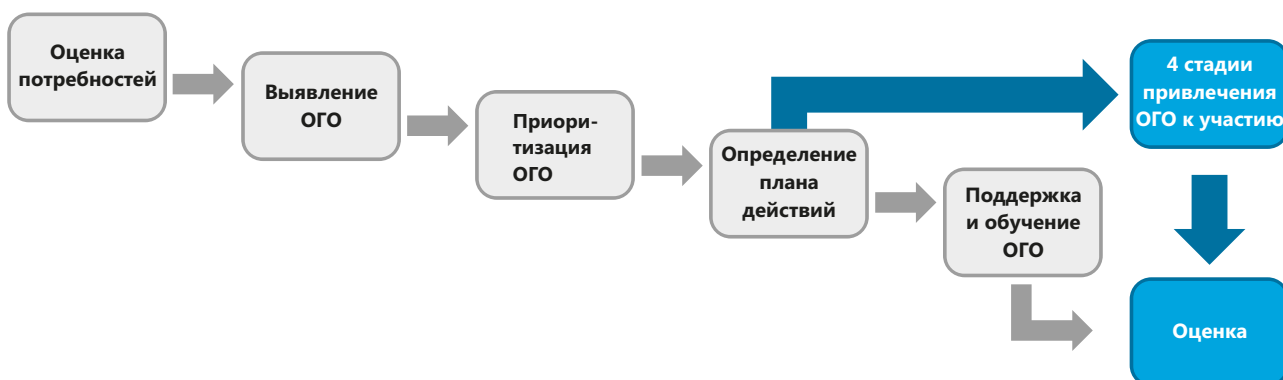 Оценка
потребностей
Выявление
ОГО
Приори-
тизация
ОГО
Определение
плана
действий
Поддержка
и обучение
ОГО
4 стадии
привлечения
ОГО к участию
Оценка